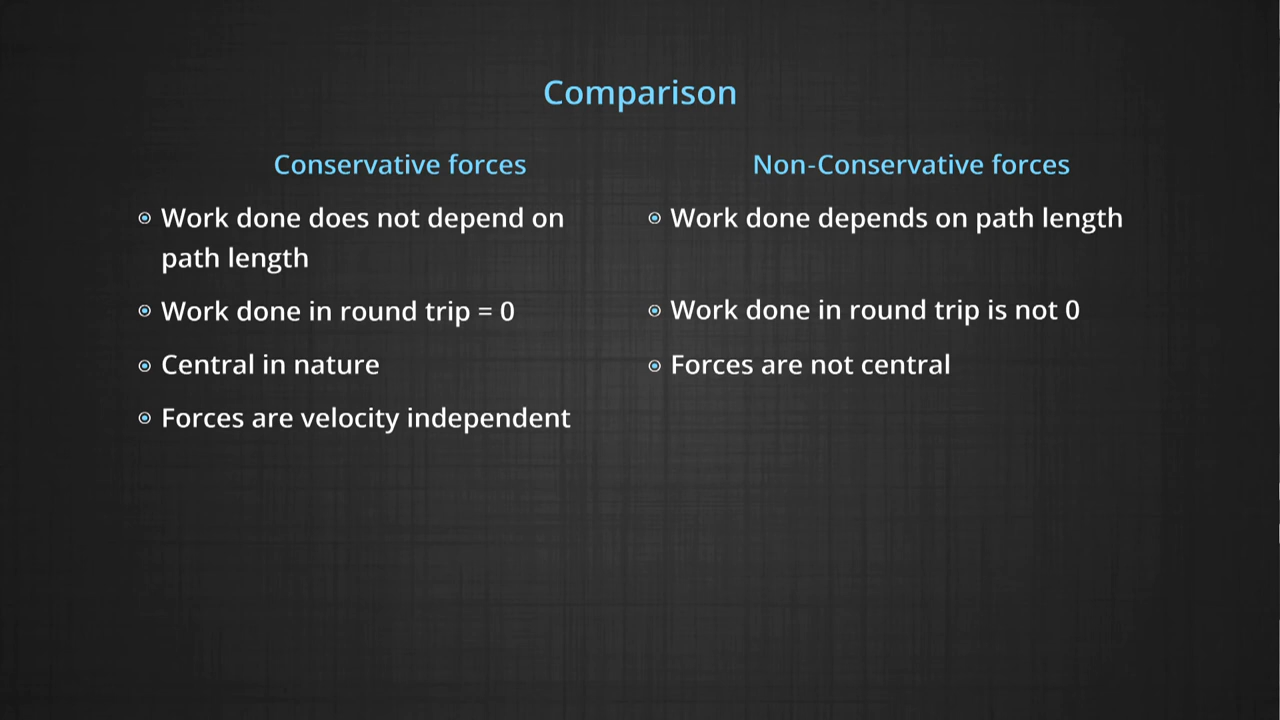 Comparison
Conservative forces
Work done does not depend on
path length
Work done in round trip = 0
Central in nature
Forces are velocity independent
Non-Conservative forces
Work done depends on path length
Work done in round trip is not 0
Forces are not central